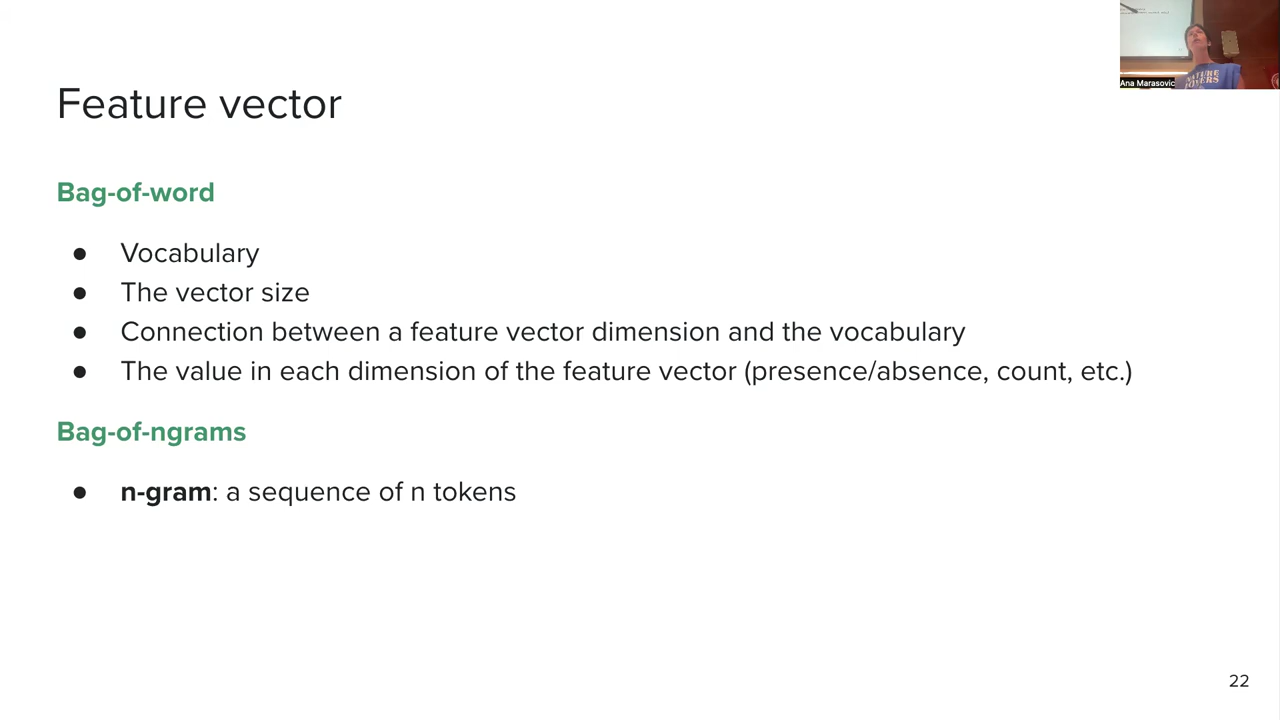 Feature vector
Bag-of-word
● Vocabulary
● The vector size
● Connection between a feature vector dimension and the vocabulary
● The value in each dimension of the feature vector (presence/absence, count, etc.)
Bag-of-ngrams
● n-gram: a sequence of n tokens
22
Ana Marasovic